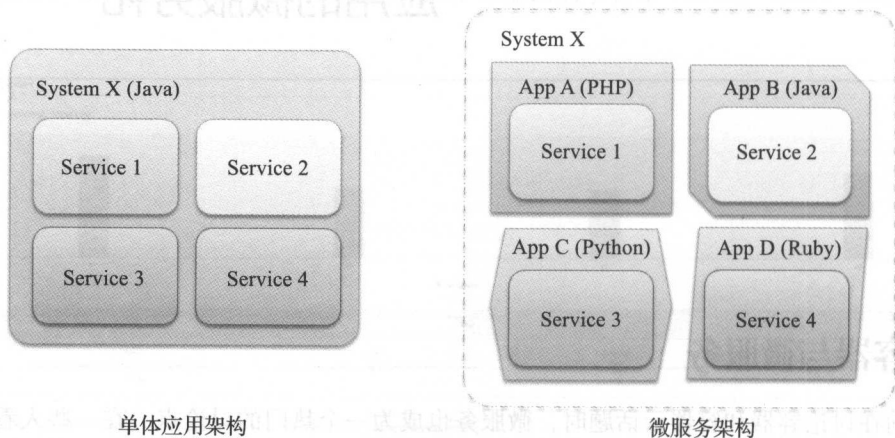 System X (Java)
Service 1
Service 2
Service 3
Service 4
单体应用架构
System X
App A (PHP)
Service 1
App B (Java)
Service 2
App C (Python)
Service 3
App D (Ruby)
Service 4
微服务架构